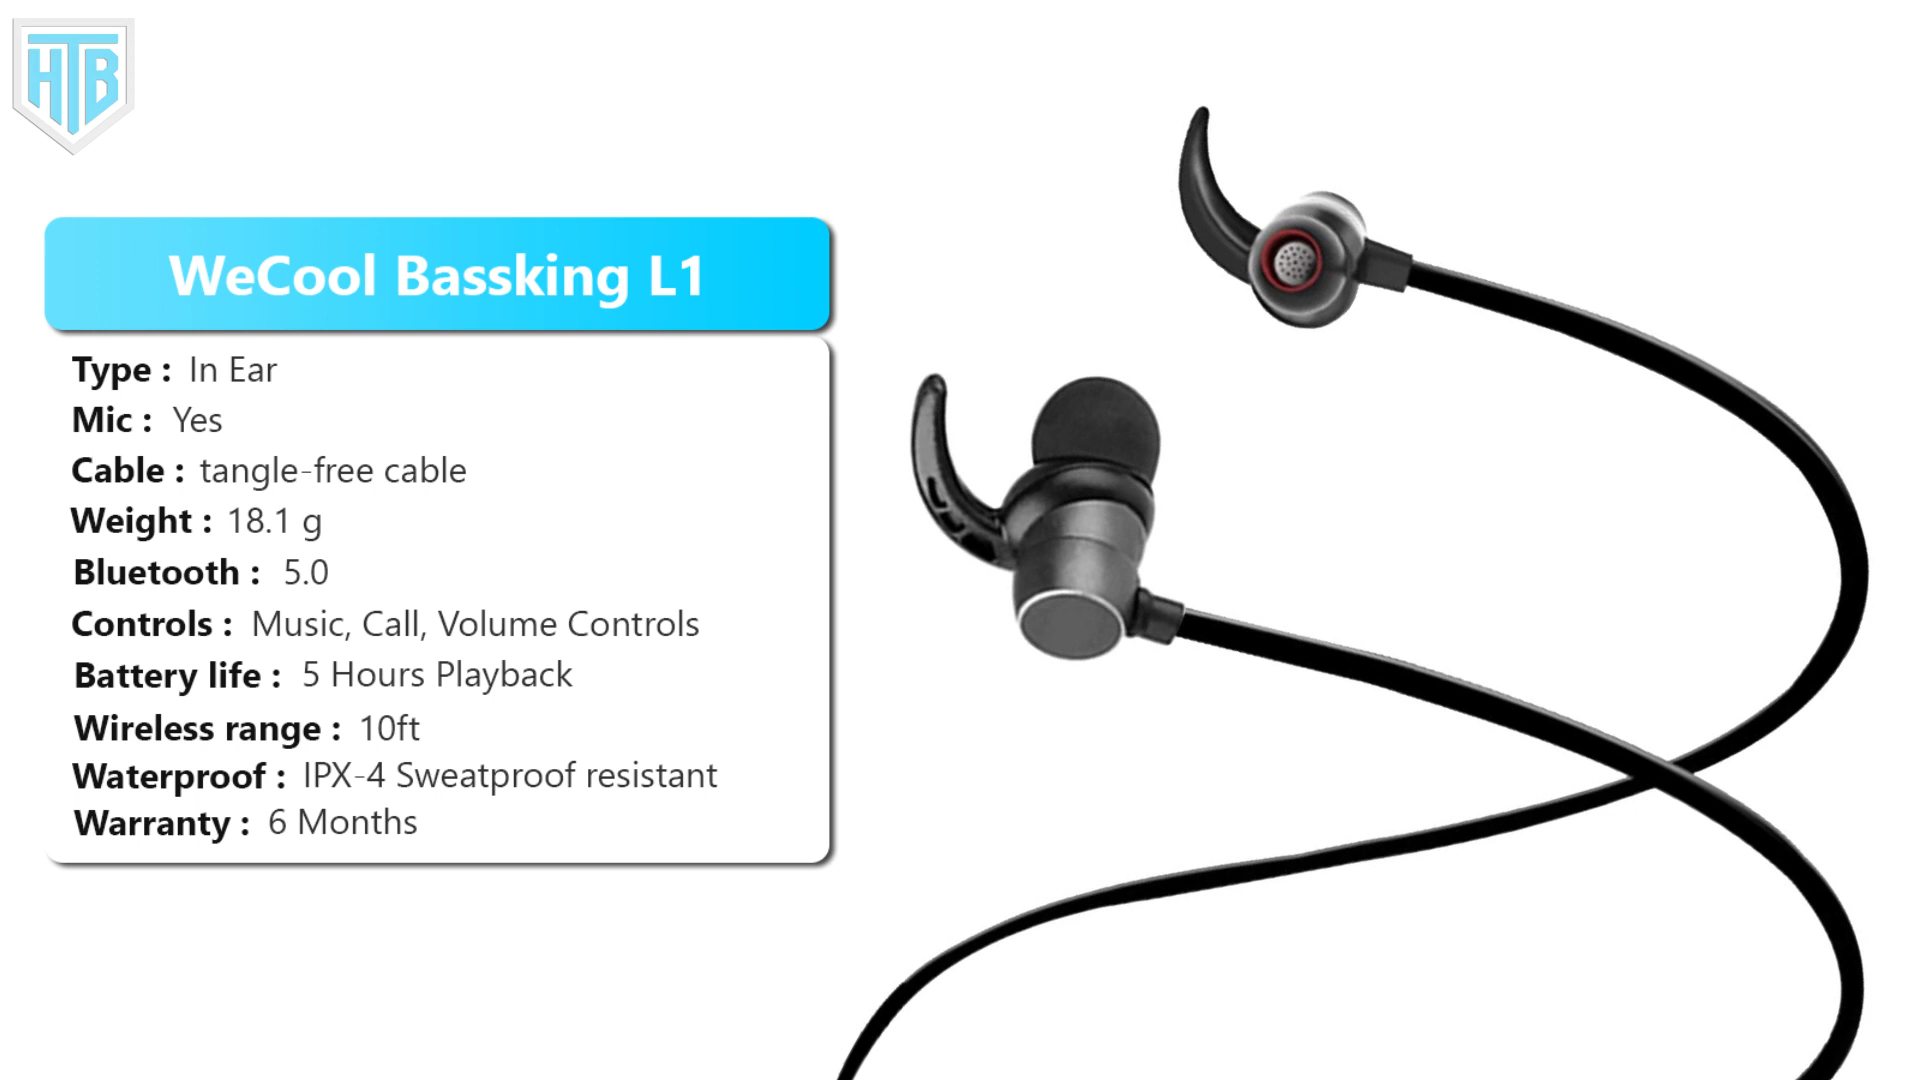 HTB
WeCool Bassking L1
Type : In Ear
Mic : Yes
Cable : tangle-free cable
Weight : 18.1 g
Bluetooth : 5.0
Controls : Music, Call, Volume Controls
Battery life : 5 Hours Playback
Wireless range : 10ft
Waterproof : IPX-4 Sweatproof resistant
Warranty : 6 Months